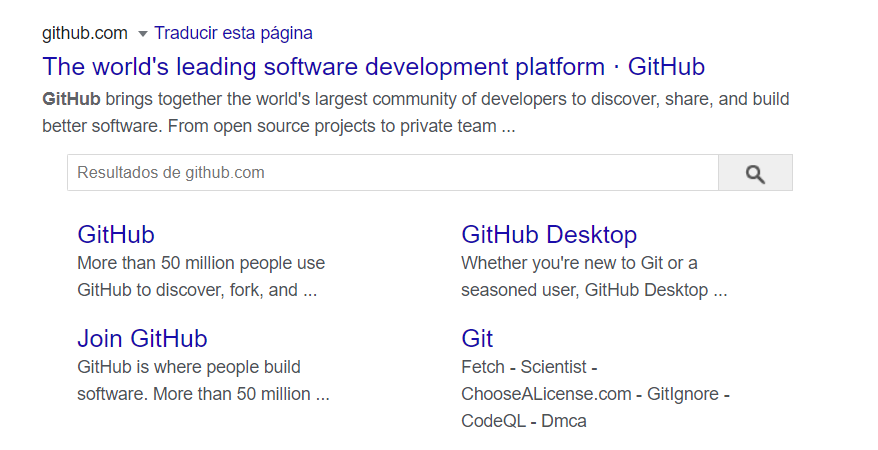 github.com Traducir esta página
The world's leading software development platform · GitHub
GitHub brings together the world's largest community of developers to discover, share, and build
better software. From open source projects to private team ...
Resultados de github.com
GitHub
More than 50 million people use
GitHub to discover, fork, and ...
GitHub Desktop
Whether you're new to Git or a
seasoned user, GitHub Desktop ...
Join GitHub
GitHub is where people build
software. More than 50 million ...
Git
Fetch - Scientist -
ChooseALicense.com - GitIgnore -
CodeQL - Dmca